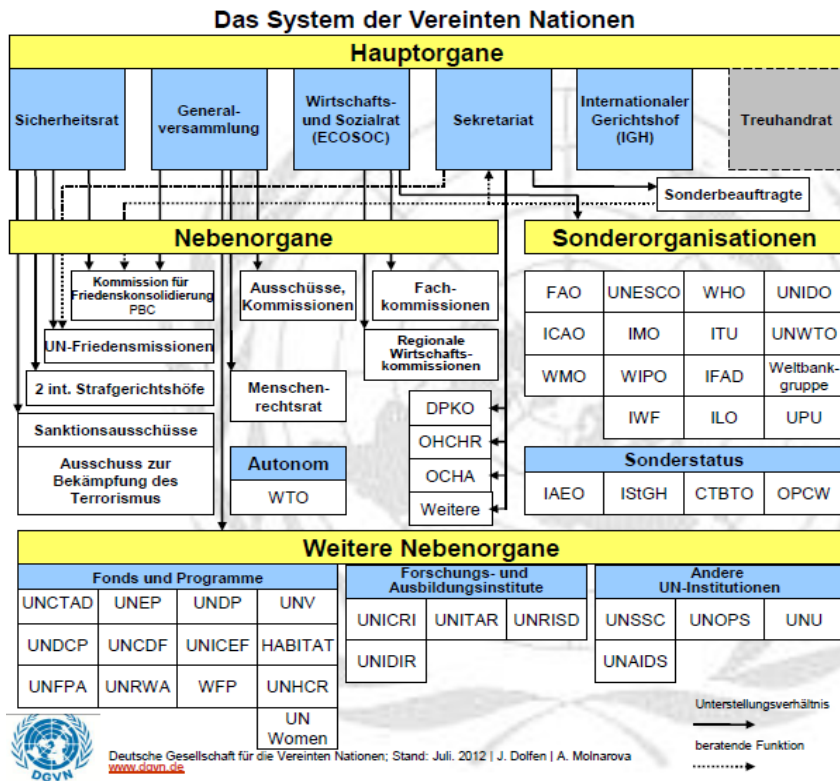 Das System der Vereinten Nationen
Hauptorgane
Sicherheitsrat
General-
versammlung
Wirtschafts-
und Sozialrat
(ECOSOC)
Sekretariat
Internationaler
Gerichtshof
(IGH)
Treuhandrat
Sonderbeauftragte
Nebenorgane
Kommission für
Friedenskonsolidierung
PBC
Ausschüsse,
Kommissionen
Fach-
kommissionen
UN-Friedensmissionen
Regionale
Wirtschafts-
kommissionen
2 int. Strafgerichtshöfe
Menschen-
rechtsrat
Sanktionsausschüsse
Ausschuss zur
Bekämpfung des
Terrorismus
Autonom
WTO
DPKO
OHCHR
OCHA
Weitere
Sonderorganisationen
FAO UNESCO WHO UNIDO
ICAO IMO ITU UNWTO
WMO WIPO IFAD Weltbank-
gruppe
IWF ILO UPU
Sonderstatus
IAEO IStGH CTBTO OPCW
Weitere Nebenorgane
Fonds und Programme
UNCTAD UNEP UNDP UNV
UNDCP UNCDF UNICEF HABITAT
UNFPA UNRWA WFP UNHCR
UN
Women
Forschungs- und
Ausbildungsinstitute
UNICRI UNITAR UNRISD
UNIDIR
Andere
UN-Institutionen
UNSSC UNOPS UNU
UNAIDS
Unterstellungsverhältnis
beratende Funktion
DGVN
Deutsche Gesellschaft für die Vereinten Nationen; Stand: Juli. 2012 | J. Dolfen | A. Molnarova
www.dgvn.de